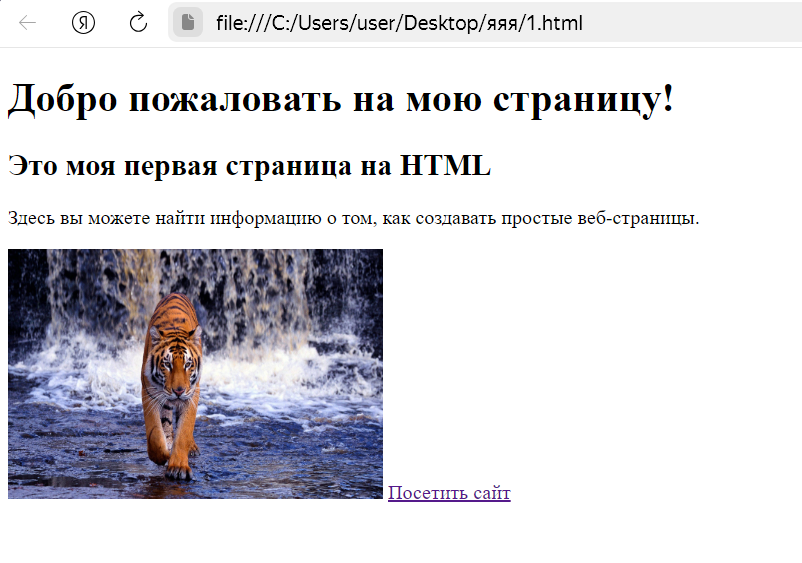 Я file:///C:/Users/user/Desktop/яяя/1.html
Добро пожаловать на мою страницу!
Это моя первая страница на HTML
Здесь вы можете найти информацию о том, как создавать простые веб-страницы.
Посетить сайт